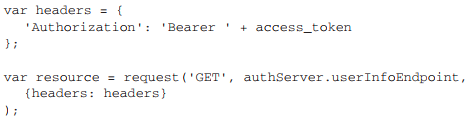 var headers = {
   'Authorization': 'Bearer ' + access_token
};

var resource = request('GET', authServer.userInfoEndpoint,
   {headers: headers}
);